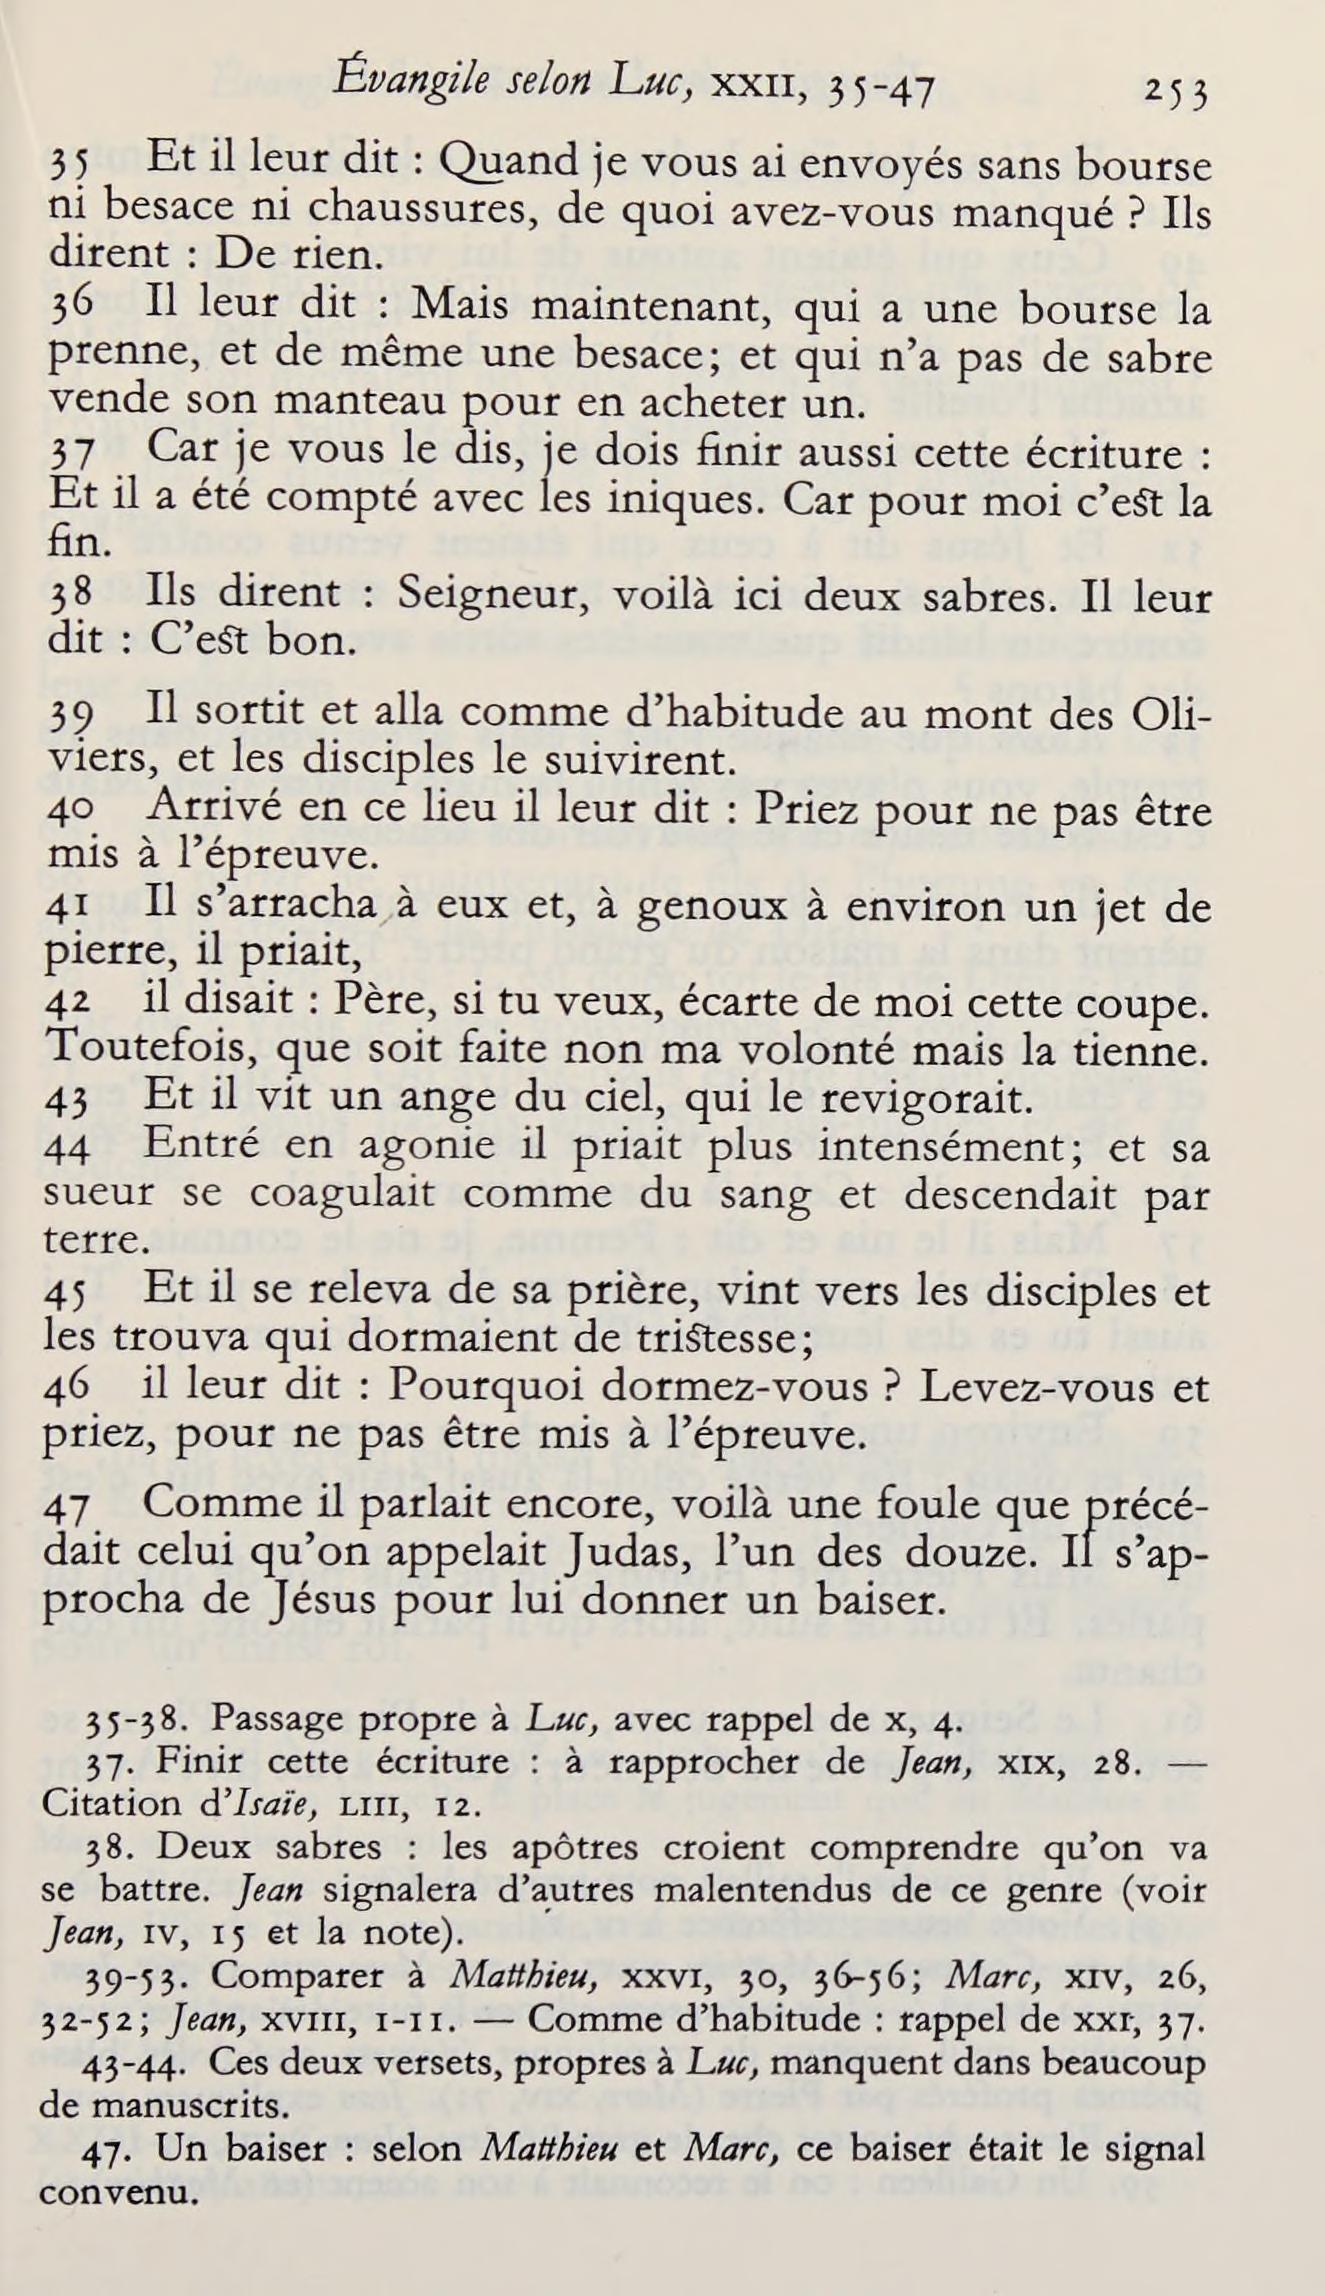 Évangile selon Luc, XXII, 35-47 253
35 Et il leur dit : Quand je vous ai envoyés sans bourse
ni besace ni chaussures, de quoi avez-vous manqué ? Ils
dirent : De rien.
36 Il leur dit : Mais maintenant, qui a une bourse la
prenne, et de même une besace; et qui n'a pas de sabre
vende son manteau pour en acheter un.
37 Car je vous le dis, je dois finir aussi cette écriture :
Et il a été compté avec les iniques. Car pour moi c'est la
fin.
38 Ils dirent : Seigneur, voilà ici deux sabres. Il leur
dit : C'est bon.
39 Il sortit et alla comme d'habitude au mont des Oli-
viers, et les disciples le suivirent.
40 Arrivé en ce lieu il leur dit : Priez pour ne pas être
mis à l'épreuve.
41 Il s'arracha à eux et, à genoux à environ un jet de
pierre, il priait,
42 il disait : Père, si tu veux, écarte de moi cette coupe.
Toutefois, que soit faite non ma volonté mais la tienne.
43 Et il vit un ange du ciel, qui le revigorait.
44 Entré en agonie il priait plus intensément; et sa
sueur se coagulait comme du sang et descendait par
terre.
45 Et il se releva de sa prière, vint vers les disciples et
les trouva qui dormaient de tristesse;
46 il leur dit : Pourquoi dormez-vous ? Levez-vous et
priez, pour ne pas être mis à l'épreuve.
47 Comme il parlait encore, voilà une foule que précé-
dait celui qu'on appelait Judas, l'un des douze. Il s'ap-
procha de Jésus pour lui donner un baiser.
35-38. Passage propre à Luc, avec rappel de X, 4.
37. Finir cette écriture : à rapprocher de Jean, XIX, 28. —
Citation d'Isaïe, LIII, 12.
38. Deux sabres : les apôtres croient comprendre qu'on va
se battre. Jean signalera d'autres malentendus de ce genre (voir
Jean, IV, 15 et la note).
39-53. Comparer à Matthieu, XXVI, 30, 36-56; Marc, XIV, 26,
32-52; Jean, XVIII, 1-11. — Comme d'habitude : rappel de XXI, 37.
43-44. Ces deux versets, propres à Luc, manquent dans beaucoup
de manuscrits.
47. Un baiser : selon Matthieu et Marc, ce baiser était le signal
convenu.